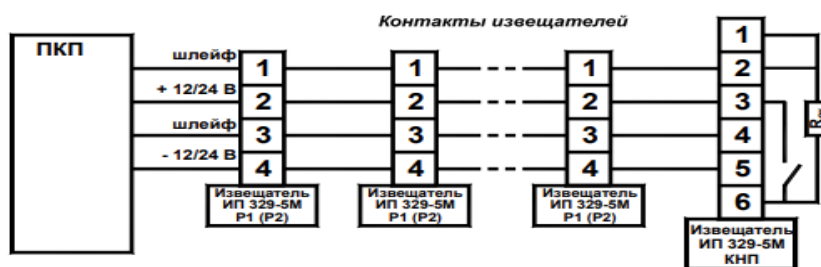 Контакты извещателей
ПКП
шлейф
+ 12/24 В
шлейф
- 12/24 В
1
2
3
4
Извещатель
ИП 329-5М
Р1 (Р2)
1
2
3
4
Извещатель
ИП 329-5М
Р1 (Р2)
1
2
3
4
Извещатель
ИП 329-5М
Р1 (Р2)
1
2
3
4
5
6
Извещатель
ИП 329-5М
КНП